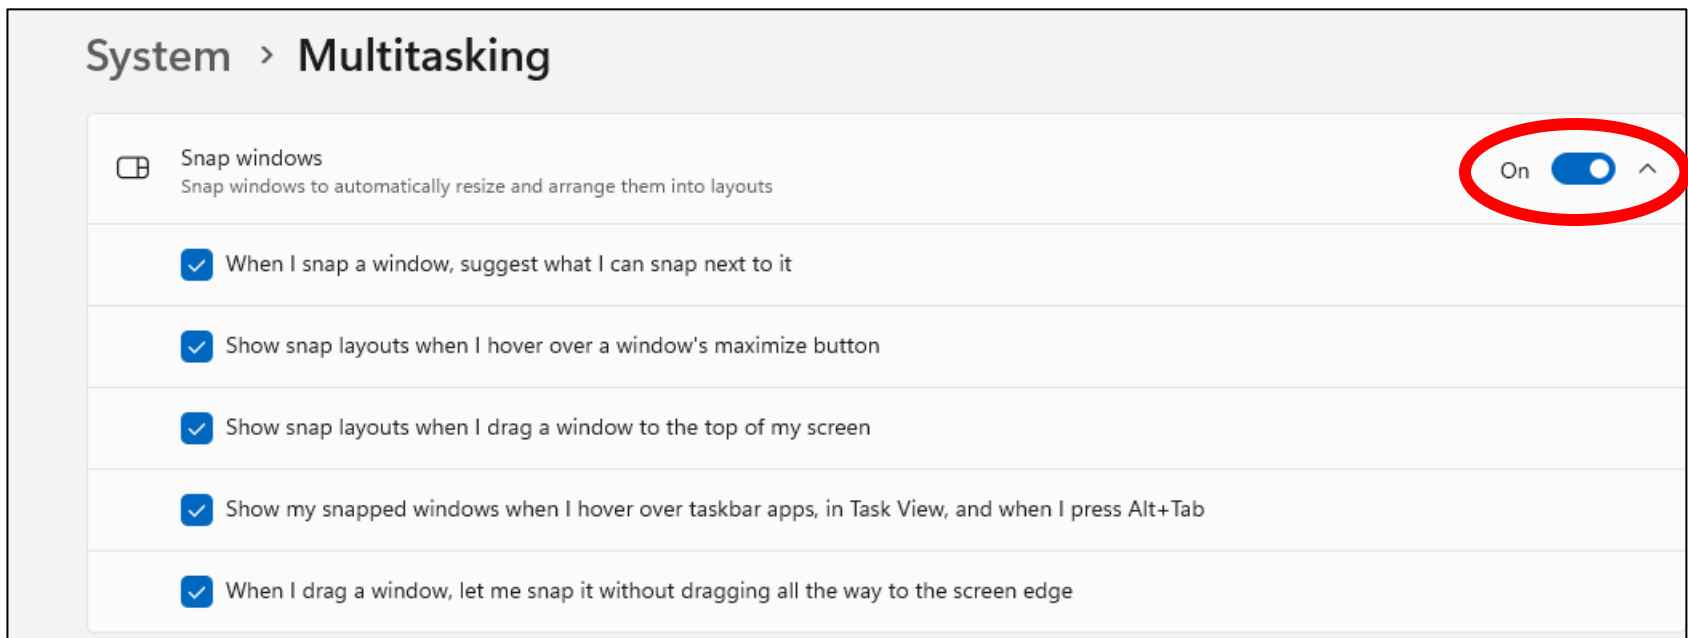 System > Multitasking
Snap windows
Snap windows to automatically resize and arrange them into layouts
On
When I snap a window, suggest what I can snap next to it
Show snap layouts when I hover over a window's maximize button
Show snap layouts when I drag a window to the top of my screen
Show my snapped windows when I hover over taskbar apps, in Task View, and when I press Alt+Tab
When I drag a window, let me snap it without dragging all the way to the screen edge